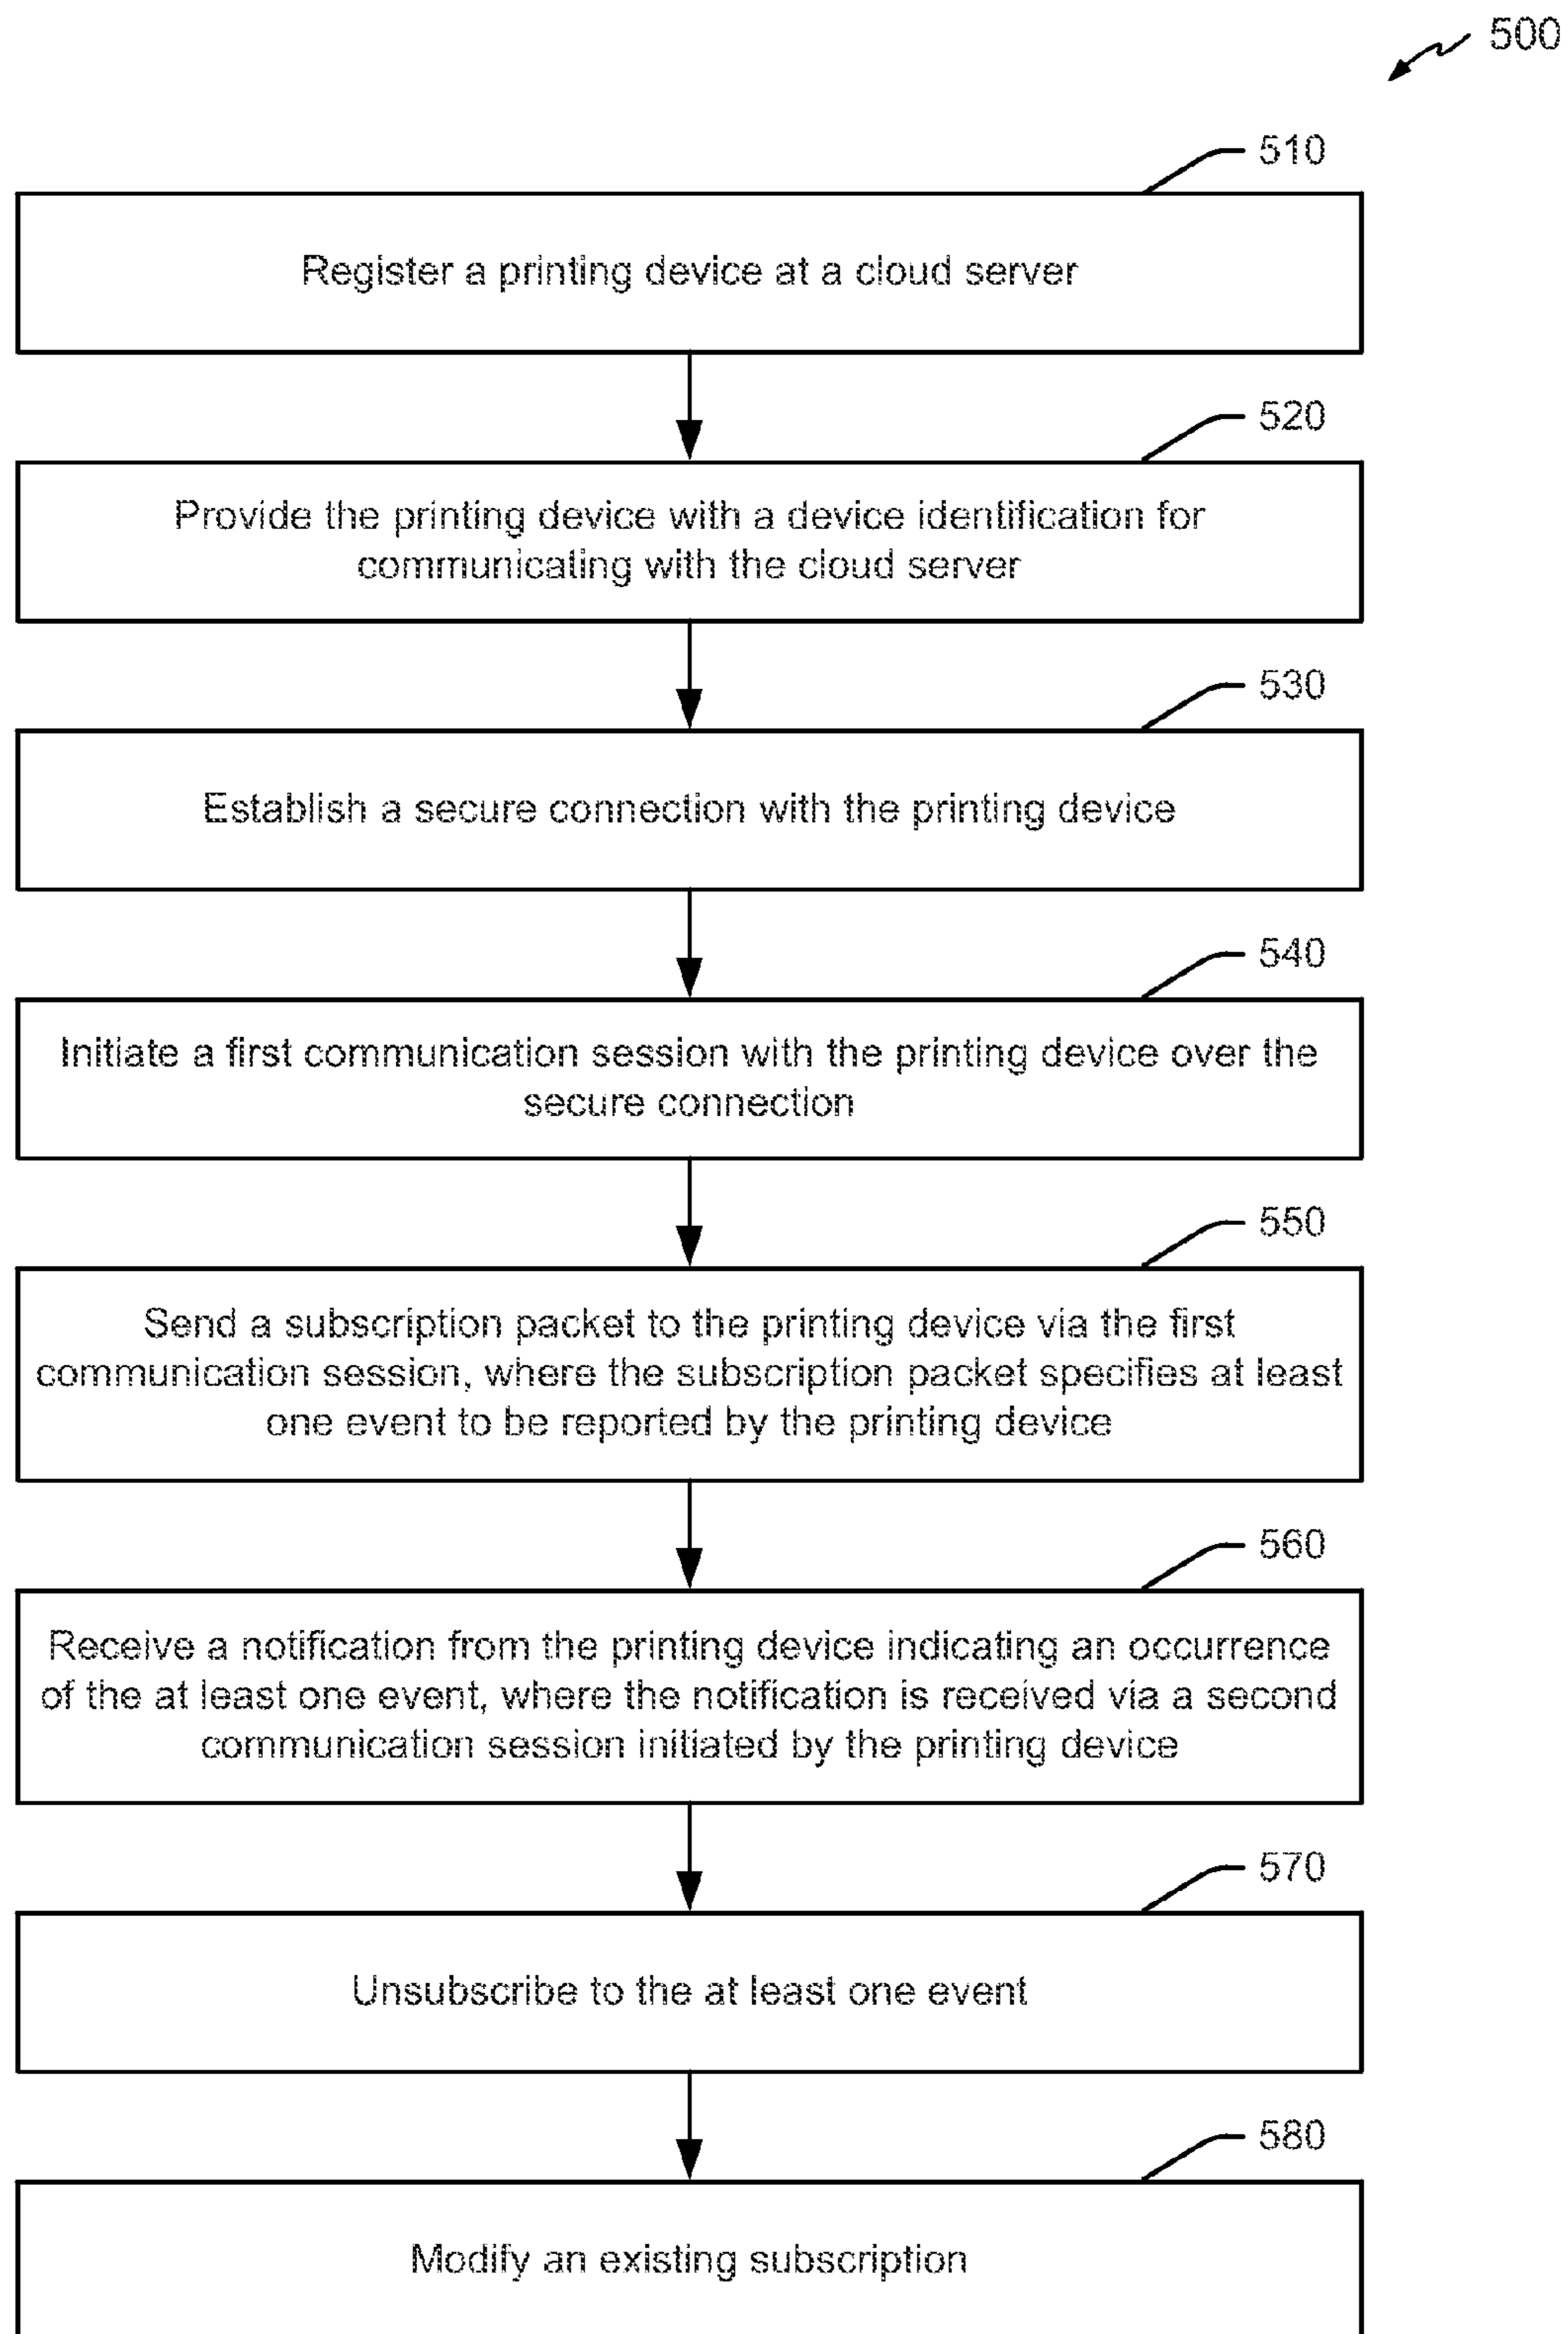 500
510
Register a printing device at a cloud server
520
Provide the printing device with a device identification for
communicating with the cloud server
530
Establish a secure connection with the printing device
540
Initiate a first communication session with the printing device over the
secure connection
550
Send a subscription packet to the printing device via the first
communication session, where the subscription packet specifies at least
one event to be reported by the printing device
560
Receive a notification from the printing device indicating an occurrence
of the at least one event, where the notification is received via a second
communication session initiated by the printing device
570
Unsubscribe to the at least one event
580
Modify an existing subscription